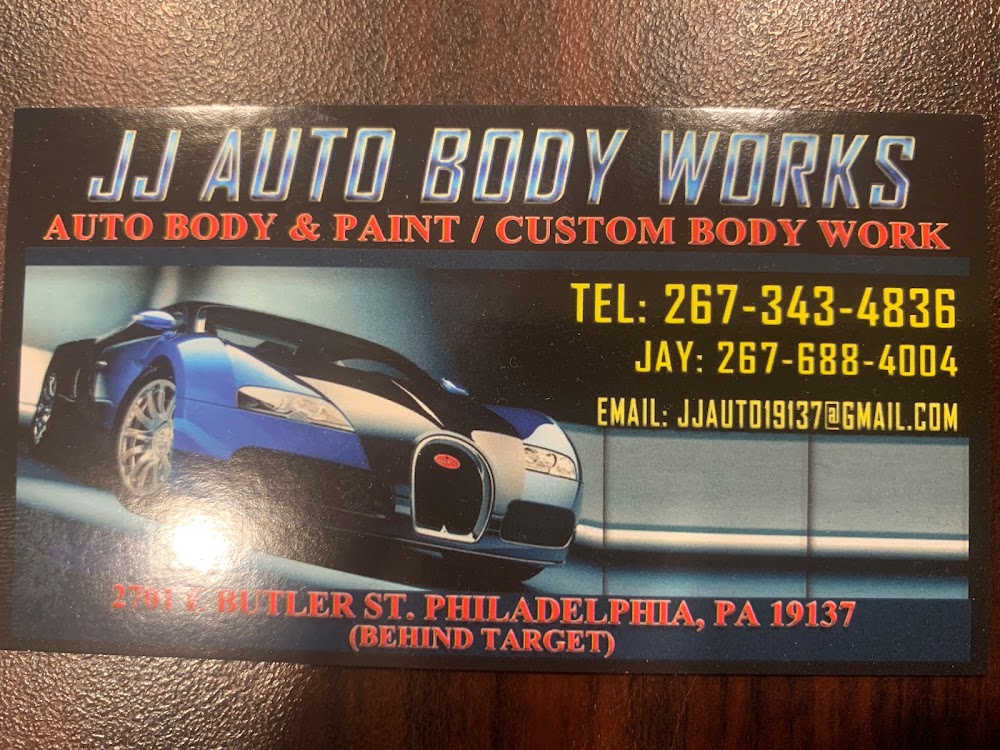 JJ AUTO BODY WORKS
AUTO BODY & PAINT / CUSTOM BODY WORK
TEL: 267-343-4836
JAY: 267-688-4004
EMAIL: JJAUTO19137@GMAIL.COM
BUTLER ST. PHILADELPHIA, PA 19137
(BEHIND TARGET)